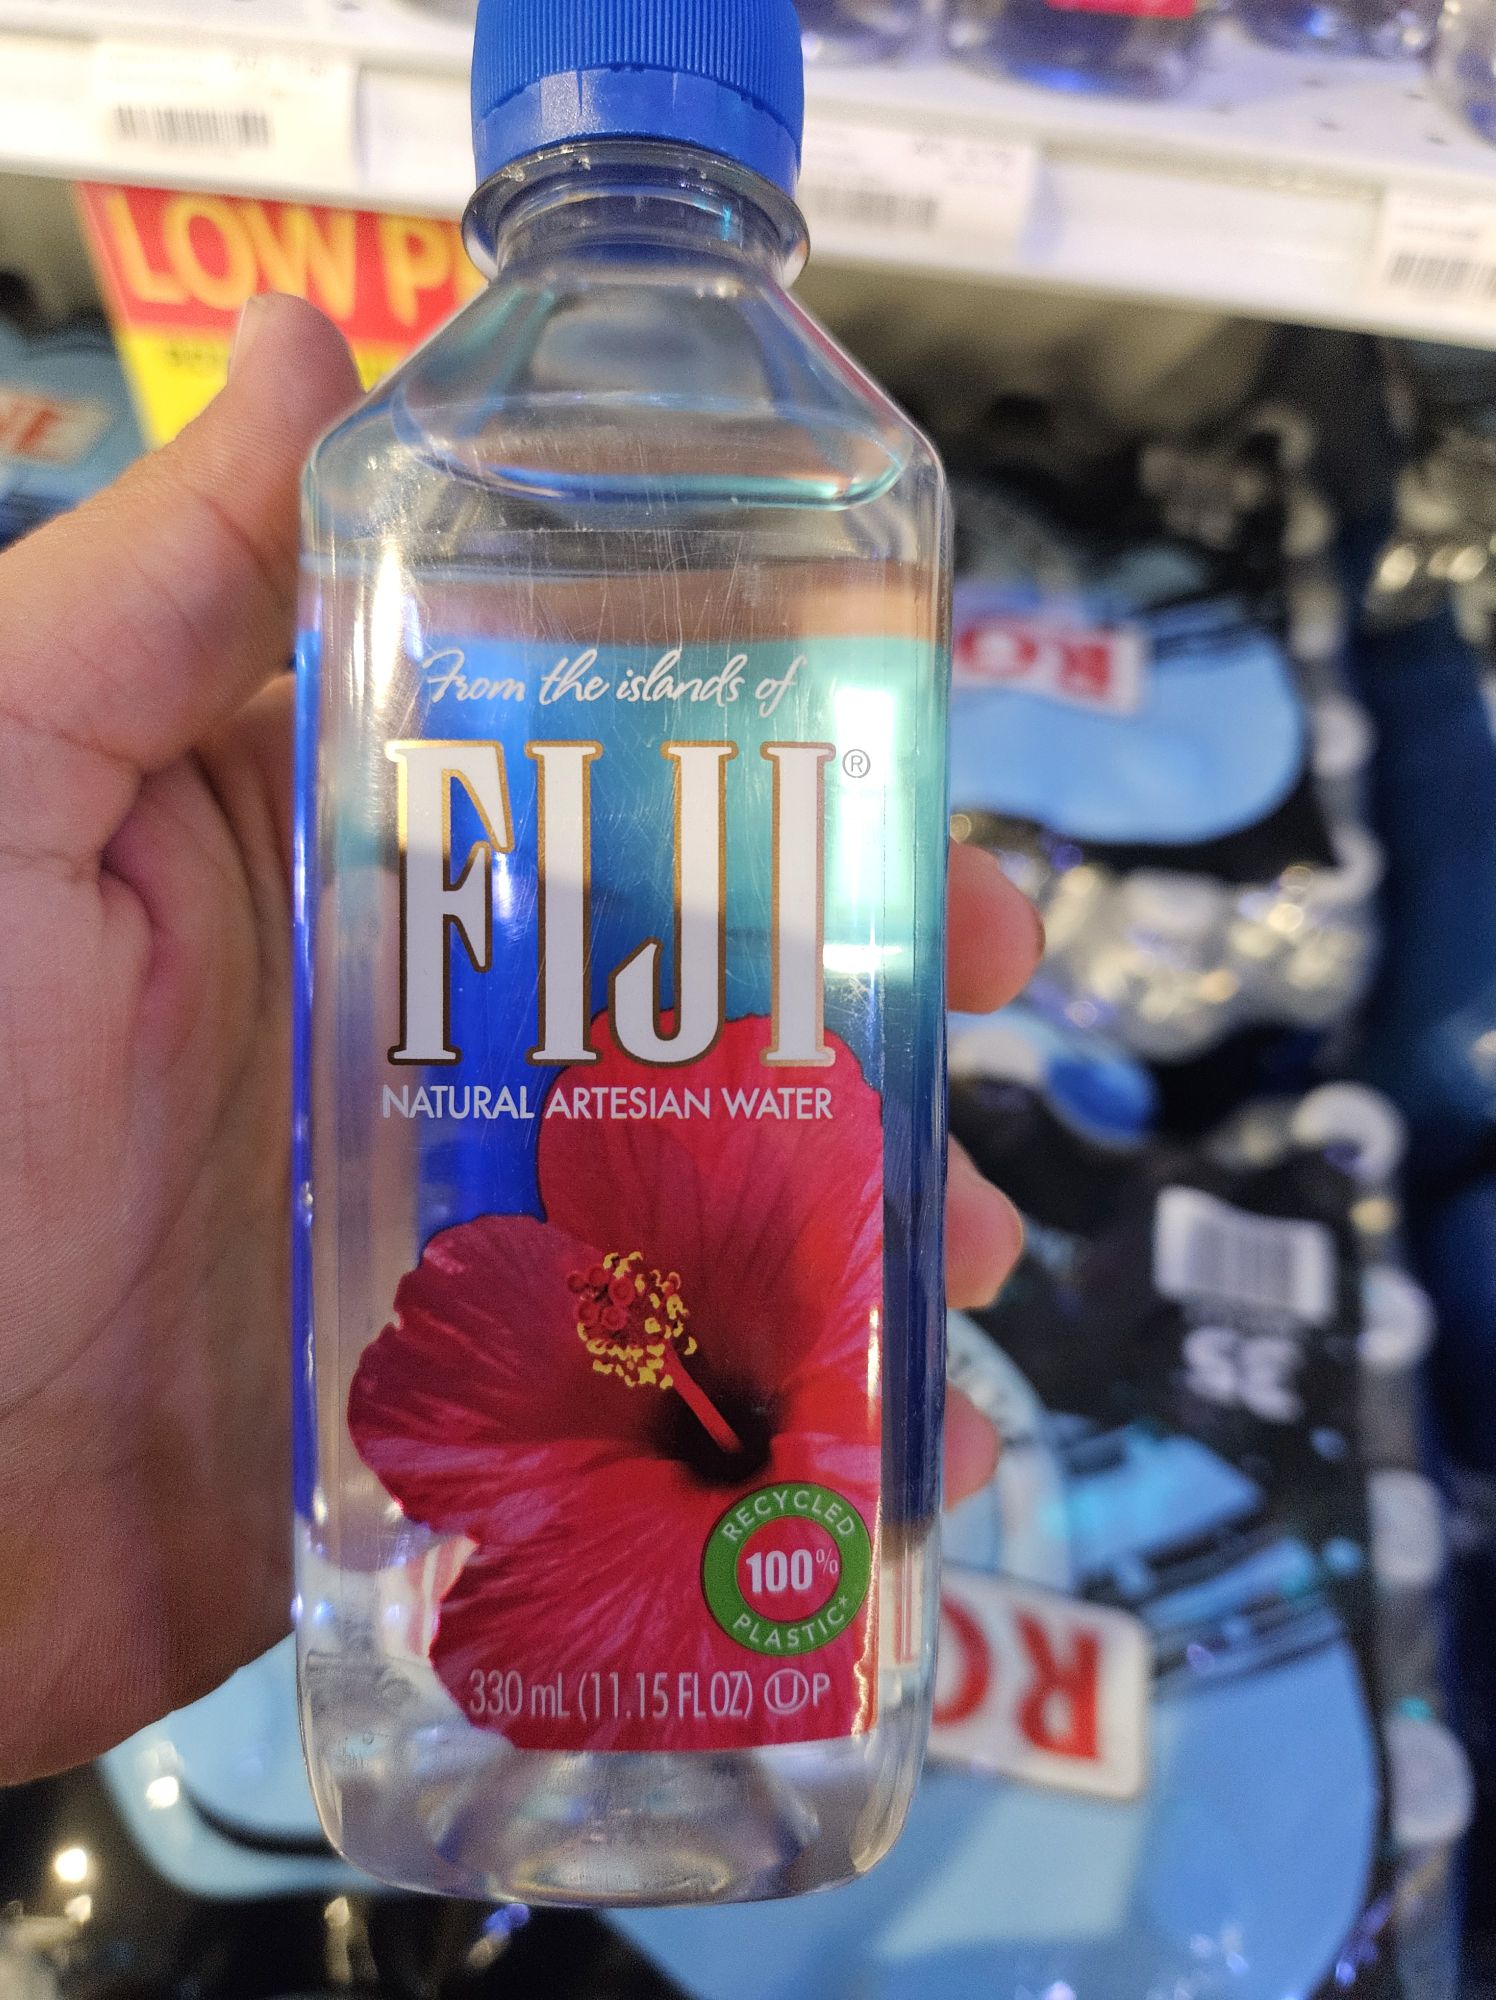 LOW P
From the islands of
FIJI®
NATURAL ARTESIAN WATER
RECYCLED
100%
PLASTIC*
330 mL (11.15 FL OZ) ⓊP